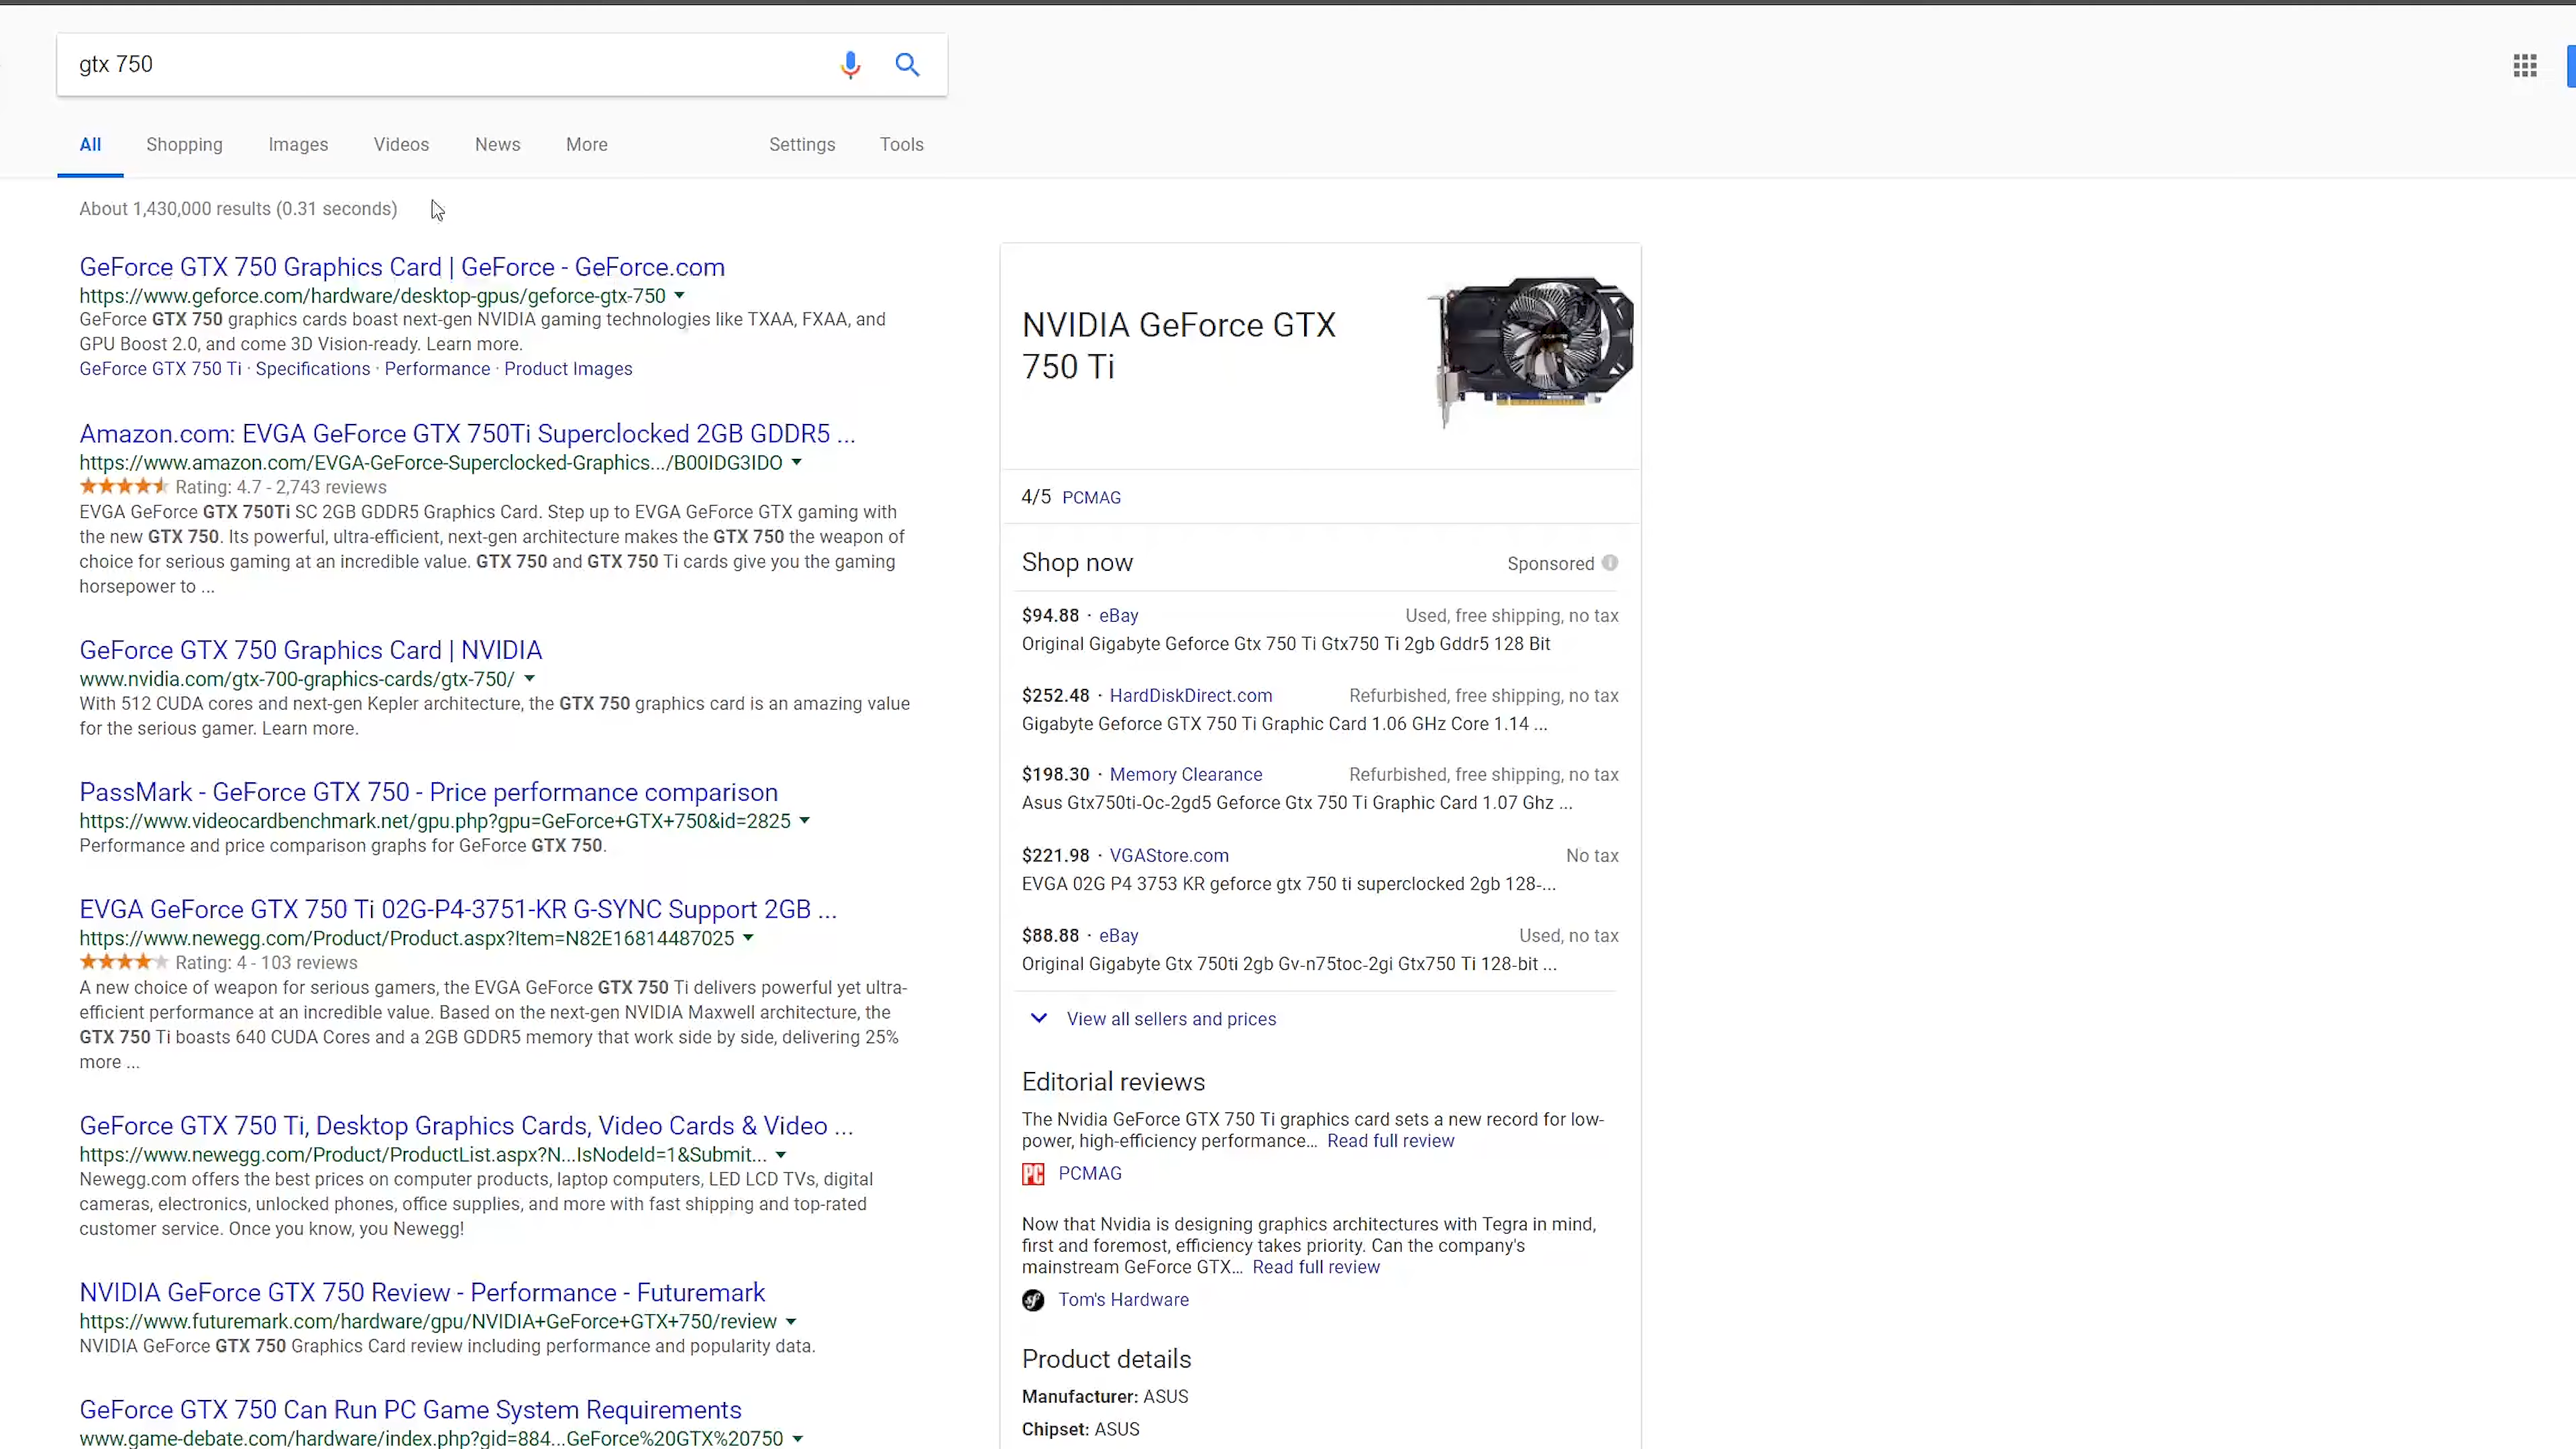 gtx 750
All Shopping Images Videos News More Settings Tools
About 1,430,000 results (0.31 seconds)
GeForce GTX 750 Graphics Card | GeForce - GeForce.com
https://www.geforce.com/hardware/desktop-gpus/geforce-gtx-750
GeForce GTX 750 graphics cards boast next-gen NVIDIA gaming technologies like TXAA, FXAA, and
GPU Boost 2.0, and come 3D Vision-ready. Learn more.
GeForce GTX 750 Ti · Specifications · Performance · Product Images
Amazon.com: EVGA GeForce GTX 750Ti Superclocked 2GB GDDR5 ...
https://www.amazon.com/EVGA-GeForce-Superclocked-Graphics.../B00IDG3IDO
Rating: 4.7 - 2,743 reviews
EVGA GeForce GTX 750Ti SC 2GB GDDR5 Graphics Card. Step up to EVGA GeForce GTX gaming with
the new GTX 750. Its powerful, ultra-efficient, next-gen architecture makes the GTX 750 the weapon of
choice for serious gaming at an incredible value. GTX 750 and GTX 750 Ti cards give you the gaming
horsepower to ...
GeForce GTX 750 Graphics Card | NVIDIA
www.nvidia.com/gtx-700-graphics-cards/gtx-750/
With 512 CUDA cores and next-gen Kepler architecture, the GTX 750 graphics card is an amazing value
for the serious gamer. Learn more.
PassMark - GeForce GTX 750 - Price performance comparison
https://www.videocardbenchmark.net/gpu.php?gpu=GeForce+GTX+750&id=2825
Performance and price comparison graphs for GeForce GTX 750.
EVGA GeForce GTX 750 Ti 02G-P4-3751-KR G-SYNC Support 2GB ...
https://www.newegg.com/Product/Product.aspx?Item=N82E16814487025
Rating: 4 - 103 reviews
A new choice of weapon for serious gamers, the EVGA GeForce GTX 750 Ti delivers powerful yet ultra-
efficient performance at an incredible value. Based on the next-gen NVIDIA Maxwell architecture, the
GTX 750 Ti boasts 640 CUDA Cores and a 2GB GDDR5 memory that work side by side, delivering 25%
more ...
GeForce GTX 750 Ti, Desktop Graphics Cards, Video Cards & Video ...
https://www.newegg.com/Product/ProductList.aspx?N...IsNodeId=1&Submit...
Newegg.com offers the best prices on computer products, laptop computers, LED LCD TVs, digital
cameras, electronics, unlocked phones, office supplies, and more with fast shipping and top-rated
customer service. Once you know, you Newegg!
NVIDIA GeForce GTX 750 Review - Performance - Futuremark
https://www.futuremark.com/hardware/gpu/NVIDIA+GeForce+GTX+750/review
NVIDIA GeForce GTX 750 Graphics Card review including performance and popularity data.
GeForce GTX 750 Can Run PC Game System Requirements
www.game-debate.com/hardware/index.php?gid=884...GeForce%20GTX%20750
NVIDIA GeForce GTX
750 Ti
4/5 PCMAG
Shop now Sponsored
$94.88 · eBay Used, free shipping, no tax
Original Gigabyte Geforce Gtx 750 Ti Gtx750 Ti 2gb Gddr5 128 Bit
$252.48 · HardDiskDirect.com Refurbished, free shipping, no tax
Gigabyte Geforce GTX 750 Ti Graphic Card 1.06 GHz Core 1.14 ...
$198.30 · Memory Clearance Refurbished, free shipping, no tax
Asus Gtx750ti-Oc-2gd5 Geforce Gtx 750 Ti Graphic Card 1.07 Ghz ...
$221.98 · VGAStore.com No tax
EVGA 02G P4 3753 KR geforce gtx 750 ti superclocked 2gb 128-...
$88.88 · eBay Used, no tax
Original Gigabyte Gtx 750ti 2gb Gv-n75toc-2gi Gtx750 Ti 128-bit ...
View all sellers and prices
Editorial reviews
The Nvidia GeForce GTX 750 Ti graphics card sets a new record for low-
power, high-efficiency performance... Read full review
PC PCMAG
Now that Nvidia is designing graphics architectures with Tegra in mind,
first and foremost, efficiency takes priority. Can the company's
mainstream GeForce GTX... Read full review
Tom's Hardware
Product details
Manufacturer: ASUS
Chipset: ASUS